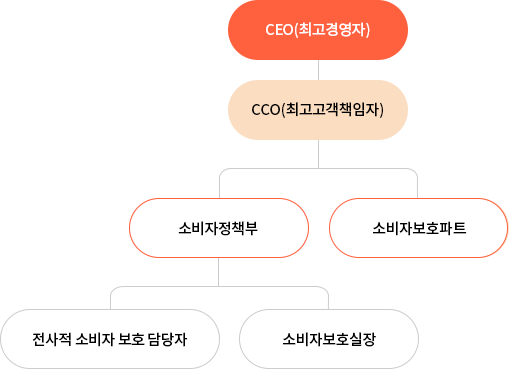 CEO(최고경영자)
CCO(최고고객책임자)
소비자정책부
소비자보호파트
전사적 소비자 보호 담당자
소비자보호실장